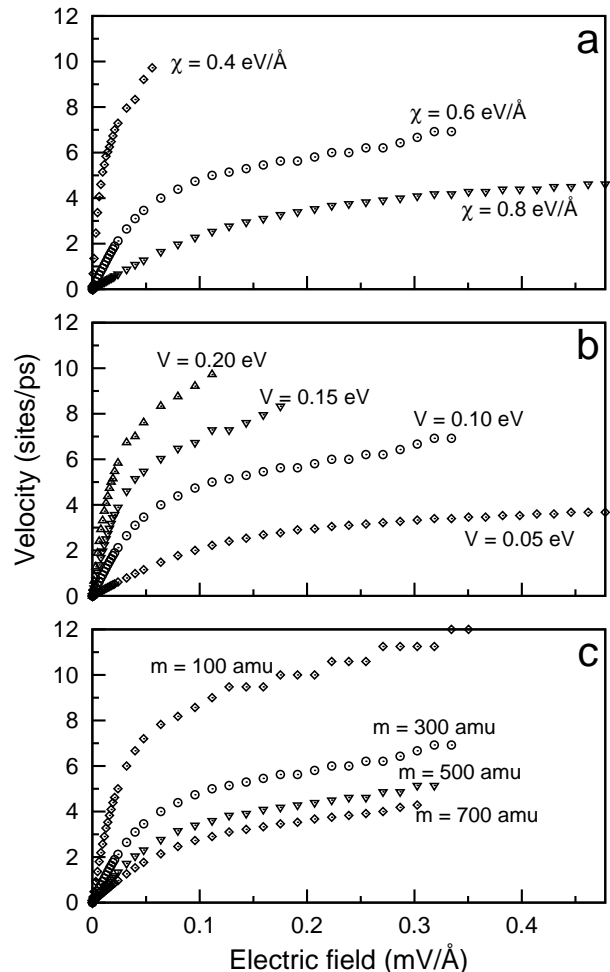 12
a
χ = 0.4 eV/Å
10
8
χ = 0.6 eV/Å
6
4
χ = 0.8 eV/Å
2
0
12
b
V = 0.20 eV
10
V = 0.15 eV
8
V = 0.10 eV
6
4
V = 0.05 eV
2
0
Velocity (sites/ps)
12
c
m = 100 amu
10
8
m = 300 amu
6
m = 500 amu
4
m = 700 amu
2
0
0 0.1 0.2 0.3 0.4
Electric field (mV/Å)